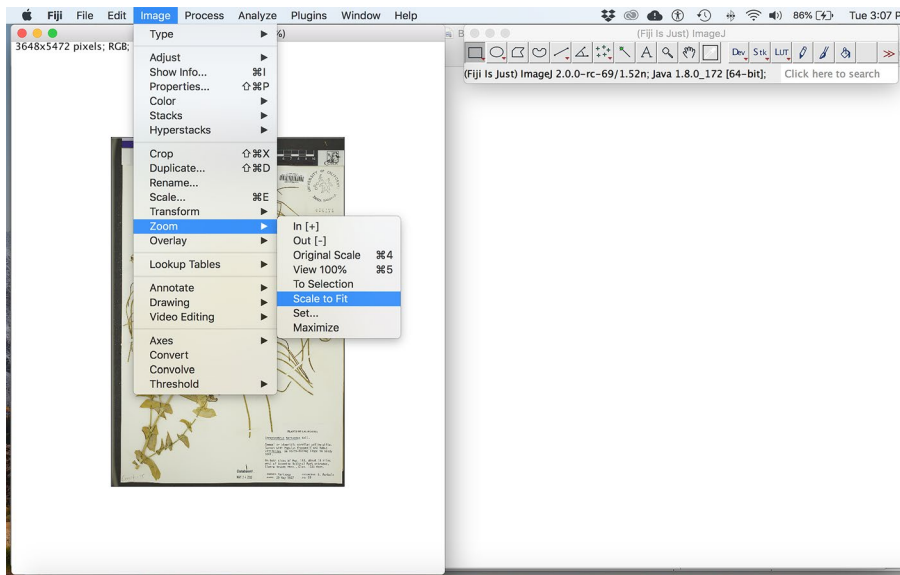 Fiji File Edit Image Process Analyze Plugins Window Help 86% Tue 3:07 P
%)
3648x5472 pixels; RGB;
(Fiji Is Just) ImageJ
Dev Stk LUT
(Fiji Is Just) ImageJ 2.0.0-rc-69/1.52n; Java 1.8.0_172 [64-bit]; Click here to search
Type ▶
Adjust ▶
Show Info... ⌘I
Properties... ⇧⌘P
Color ▶
Stacks ▶
Hyperstacks ▶
Crop ⇧⌘X
Duplicate... ⇧⌘D
Rename...
Scale... ⌘E
Transform ▶
Zoom ▶
Overlay ▶
Lookup Tables ▶
Annotate ▶
Drawing ▶
Video Editing ▶
Axes ▶
Convert
Convolve
Threshold ▶
In [+]
Out [-]
Original Scale ⌘4
View 100% ⌘5
To Selection
Scale to Fit
Set...
Maximize